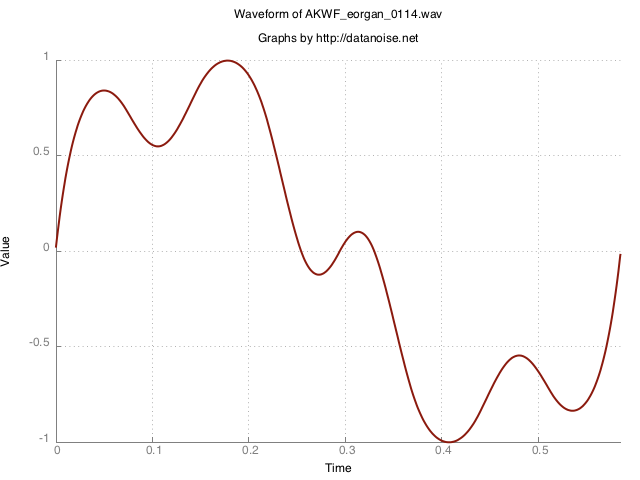 Waveform of AKWF_eorgan_0114.wav
Graphs by http://datanoise.net
1
0.5
0
-0.5
-1
Value
0 0.1 0.2 0.3 0.4 0.5
Time